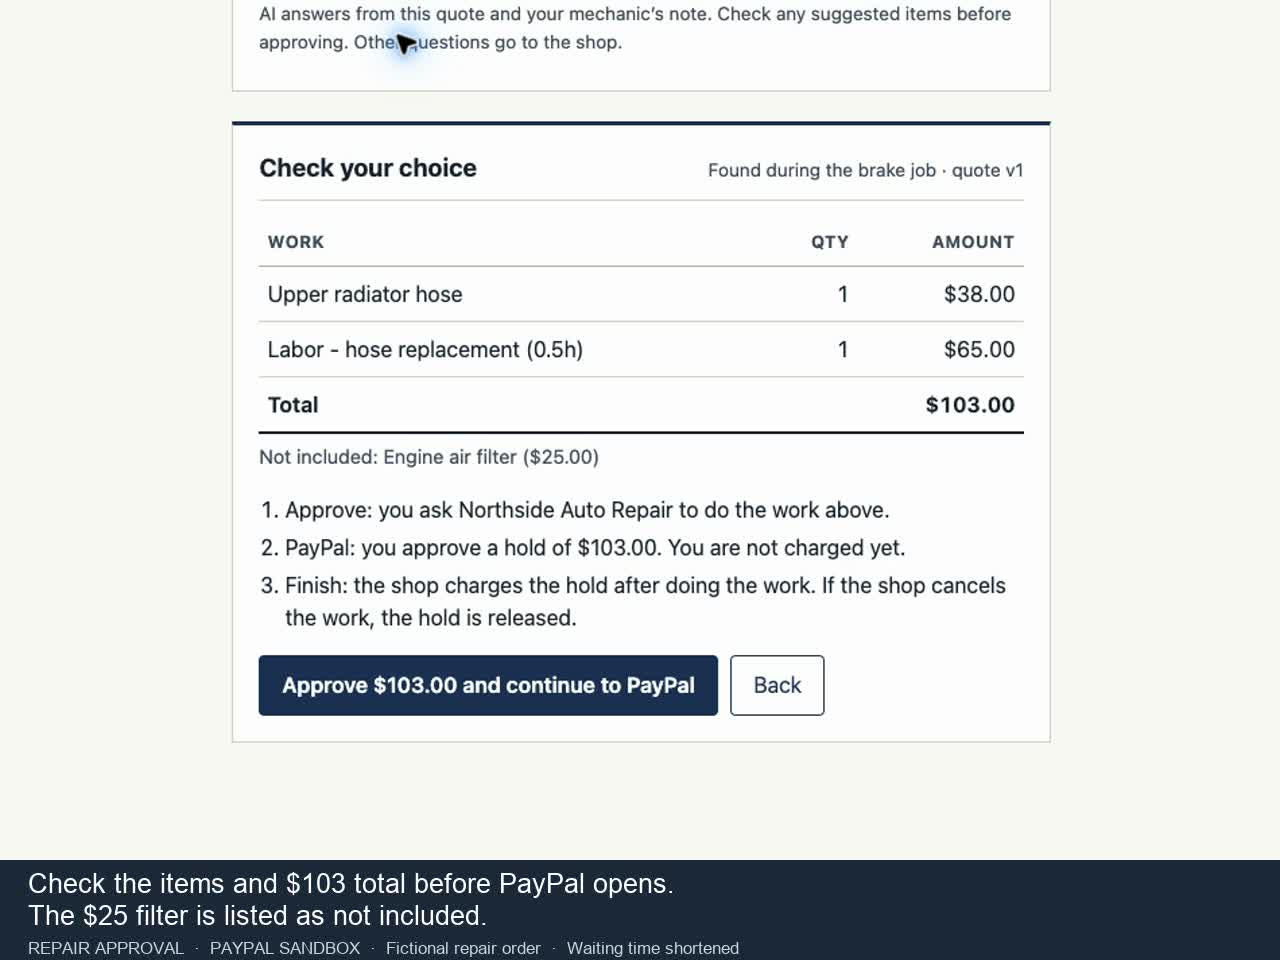 AI answers from this quote and your mechanic's note. Check any suggested items before
approving. Other questions go to the shop.
Check your choice
Found during the brake job · quote v1
WORK QTY AMOUNT
Upper radiator hose 1 $38.00
Labor - hose replacement (0.5h) 1 $65.00
Total $103.00
Not included: Engine air filter ($25.00)
1. Approve: you ask Northside Auto Repair to do the work above.
2. PayPal: you approve a hold of $103.00. You are not charged yet.
3. Finish: the shop charges the hold after doing the work. If the shop cancels
the work, the hold is released.
Approve $103.00 and continue to PayPal
Back
Check the items and $103 total before PayPal opens.
The $25 filter is listed as not included.
REPAIR APPROVAL · PAYPAL SANDBOX · Fictional repair order · Waiting time shortened